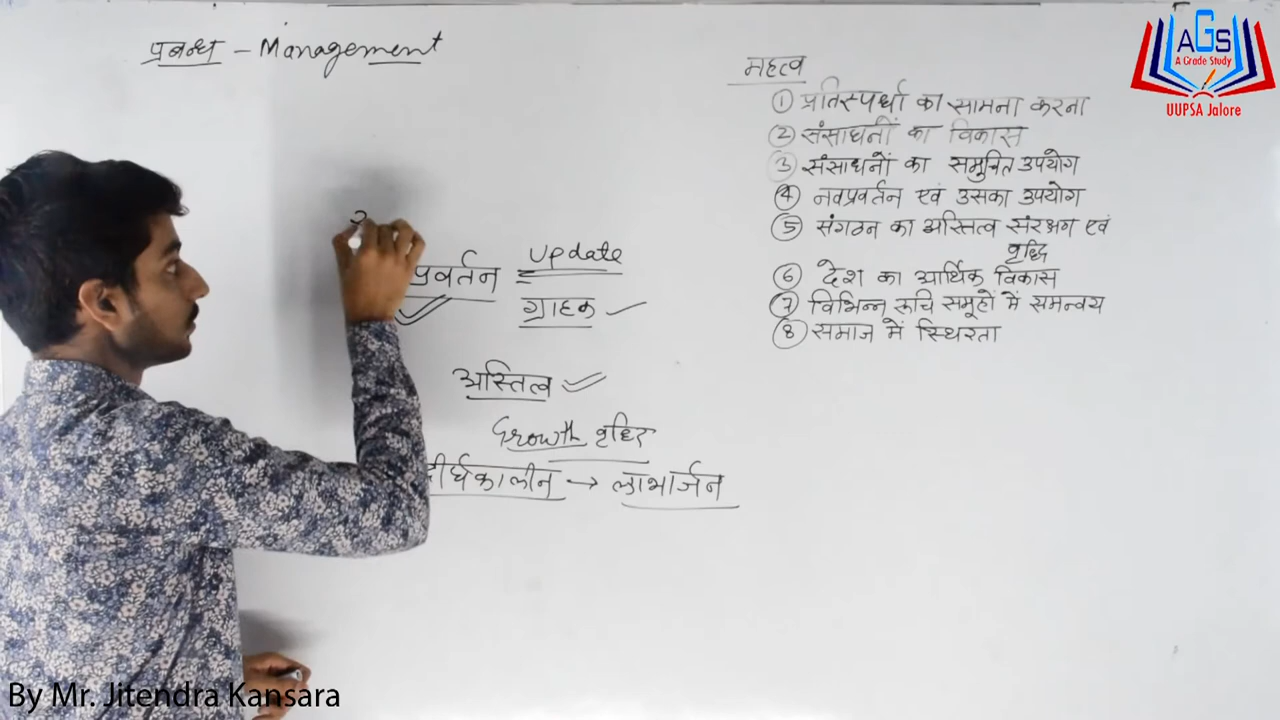 प्रबन्ध - Management
प्रवर्तन = Update
ग्राहक
अस्तित्व
Growth वृद्धि
दीर्घकालीन → लाभार्जन
महत्व
① प्रतिस्पर्धा का सामना करना
② संसाधनों का विकास
③ संसाधनों का समुचित उपयोग
④ नवप्रवर्तन एवं उसका उपयोग
⑤ संगठन का अस्तित्व संरक्षण एवं
वृद्धि
⑥ देश का आर्थिक विकास
⑦ विभिन्न रूचि समूहों में समन्वय
⑧ समाज में स्थिरता
AGS
A Grade Study
UUPSA Jalore
By Mr. Jitendra Kansara